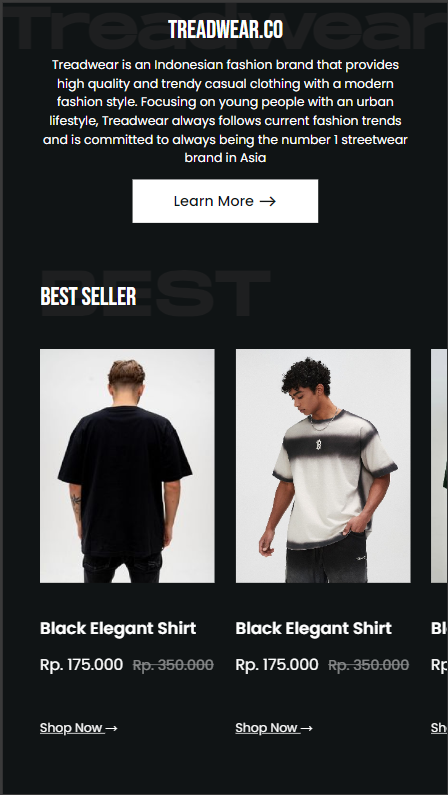 Treadwear
TREADWEAR.CO
Treadwear is an Indonesian fashion brand that provides
high quality and trendy casual clothing with a modern
fashion style. Focusing on young people with an urban
lifestyle, Treadwear always follows current fashion trends
and is committed to always being the number 1 streetwear
brand in Asia
Learn More →
BEST
BEST SELLER
Black Elegant Shirt Black Elegant Shirt Bl
Rp. 175.000 Rp. 350.000 Rp. 175.000 Rp. 350.000 Rp
Shop Now → Shop Now → Sh